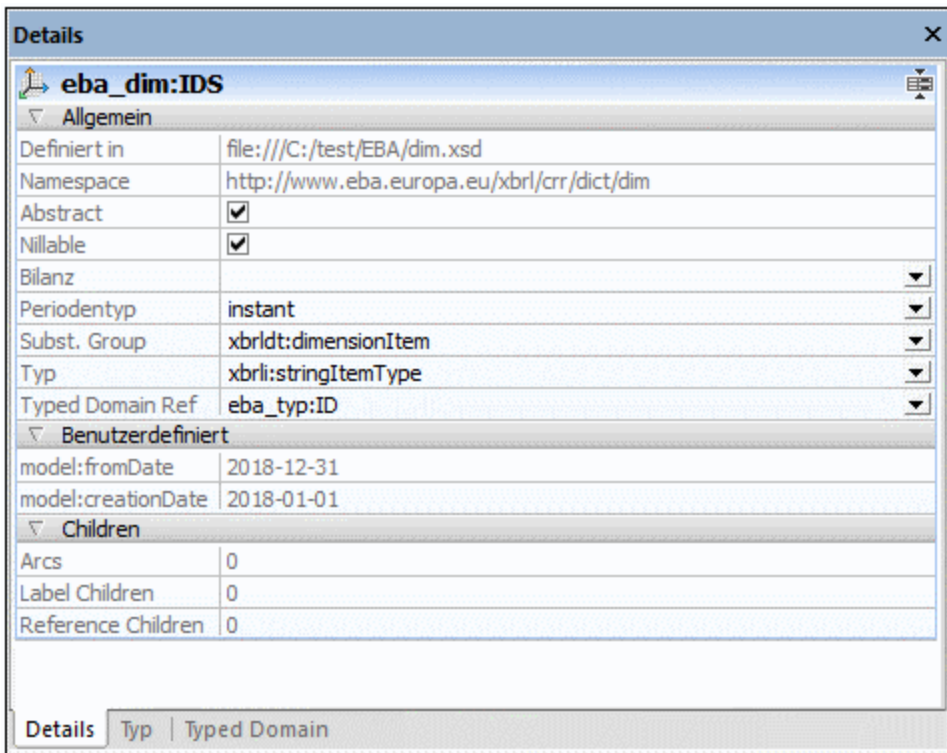 Details
eba_dim:IDS
Allgemein
Definiert in file:///C:/test/EBA/dim.xsd
Namespace http://www.eba.europa.eu/xbrl/crr/dict/dim
Abstract
Nillable
Bilanz
Periodentyp instant
Subst. Group xbrldt:dimensionItem
Typ xbrli:stringItemType
Typed Domain Ref eba_typ:ID
Benutzerdefiniert
model:fromDate 2018-12-31
model:creationDate 2018-01-01
Children
Arcs 0
Label Children 0
Reference Children 0
Details Typ Typed Domain